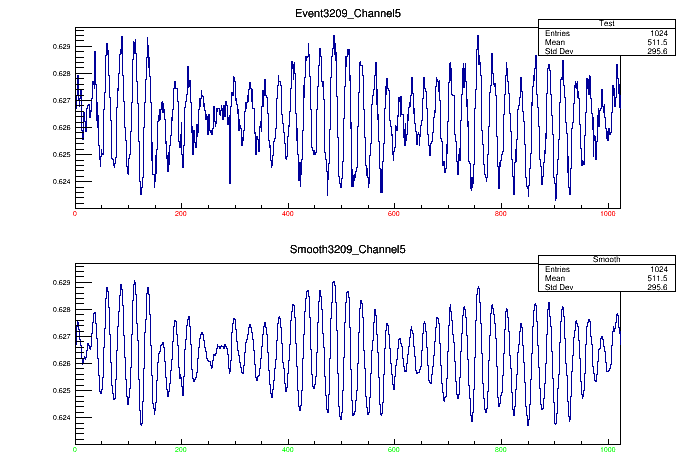 Event3209_Channel5
Test
Entries 1024
Mean 511.5
Std Dev 295.6
0.629
0.628
0.627
0.626
0.625
0.624
0 200 400 600 800 1000
Smooth3209_Channel5
Smooth
Entries 1024
Mean 511.5
Std Dev 295.6
0.629
0.628
0.627
0.626
0.625
0.624
0 200 400 600 800 1000